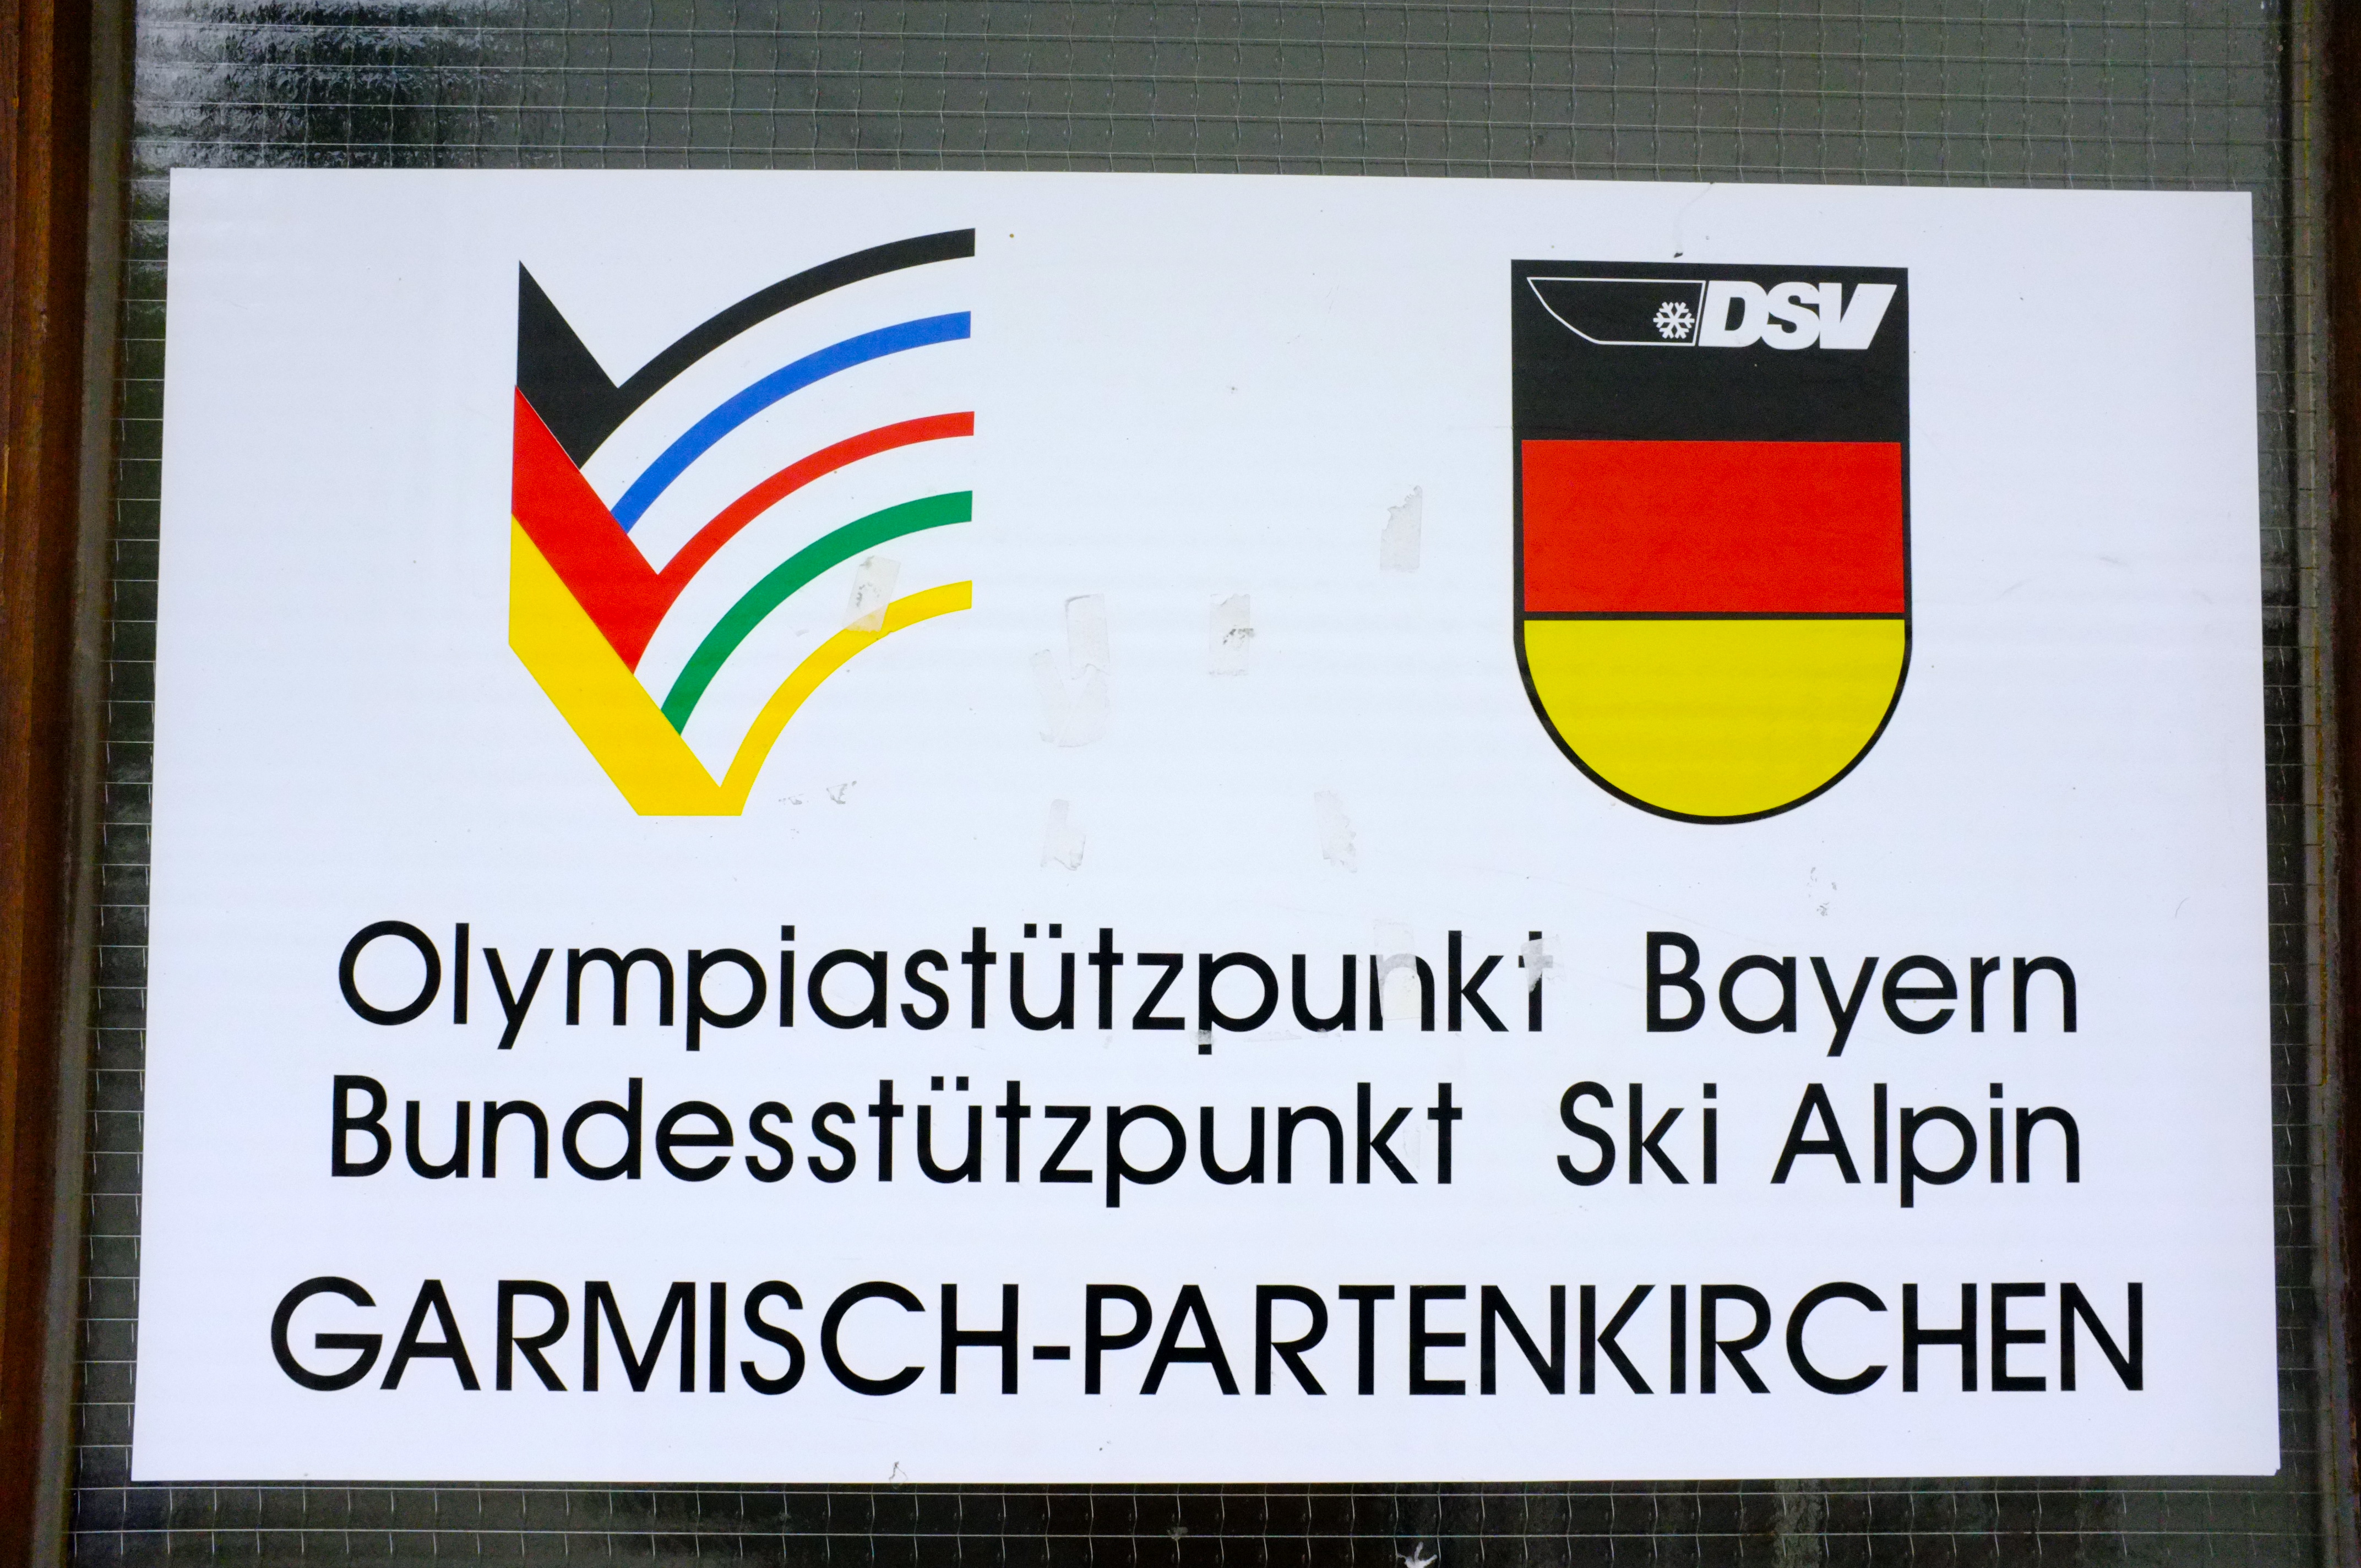 DSV
Olympiastützpunkt Bayern
Bundesstützpunkt Ski Alpin
GARMISCH-PARTENKIRCHEN